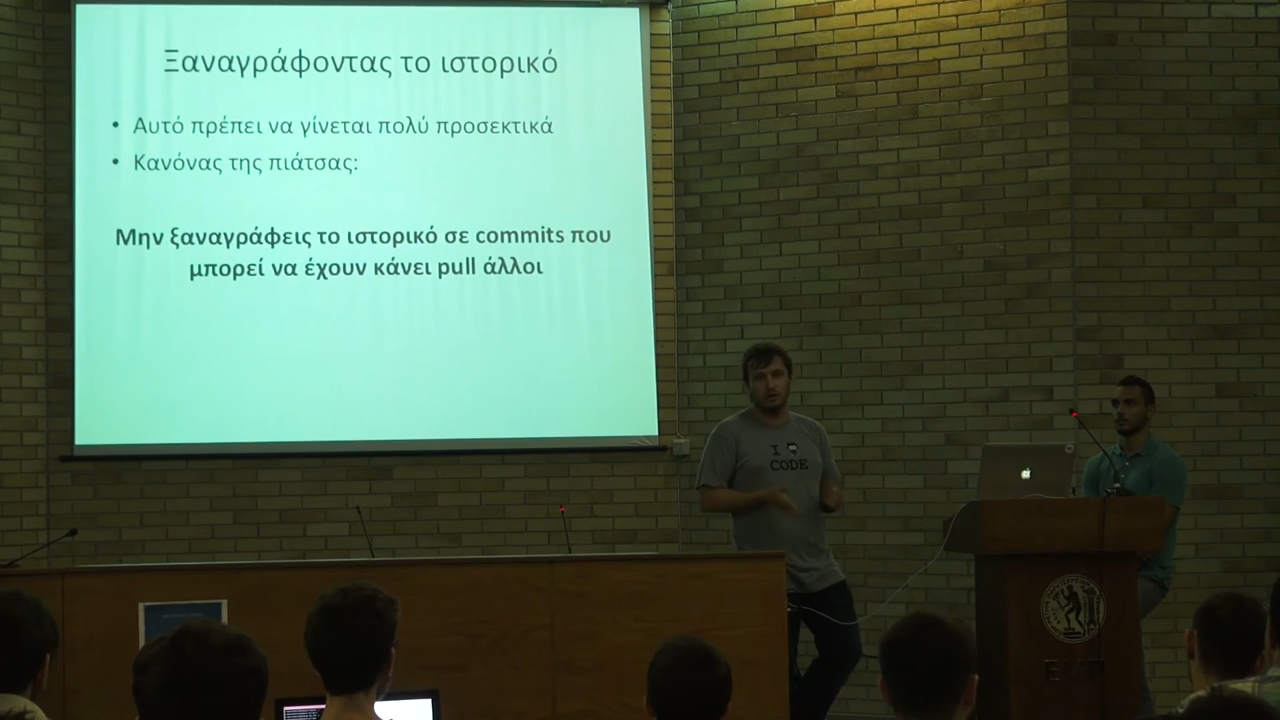 Ξαναγράφοντας το ιστορικό
• Αυτό πρέπει να γίνεται πολύ προσεκτικά
• Κανόνας της πιάτσας:
Μην ξαναγράφεις το ιστορικό σε commits που
μπορεί να έχουν κάνει pull άλλοι
I
CODE
ΕΜΠ